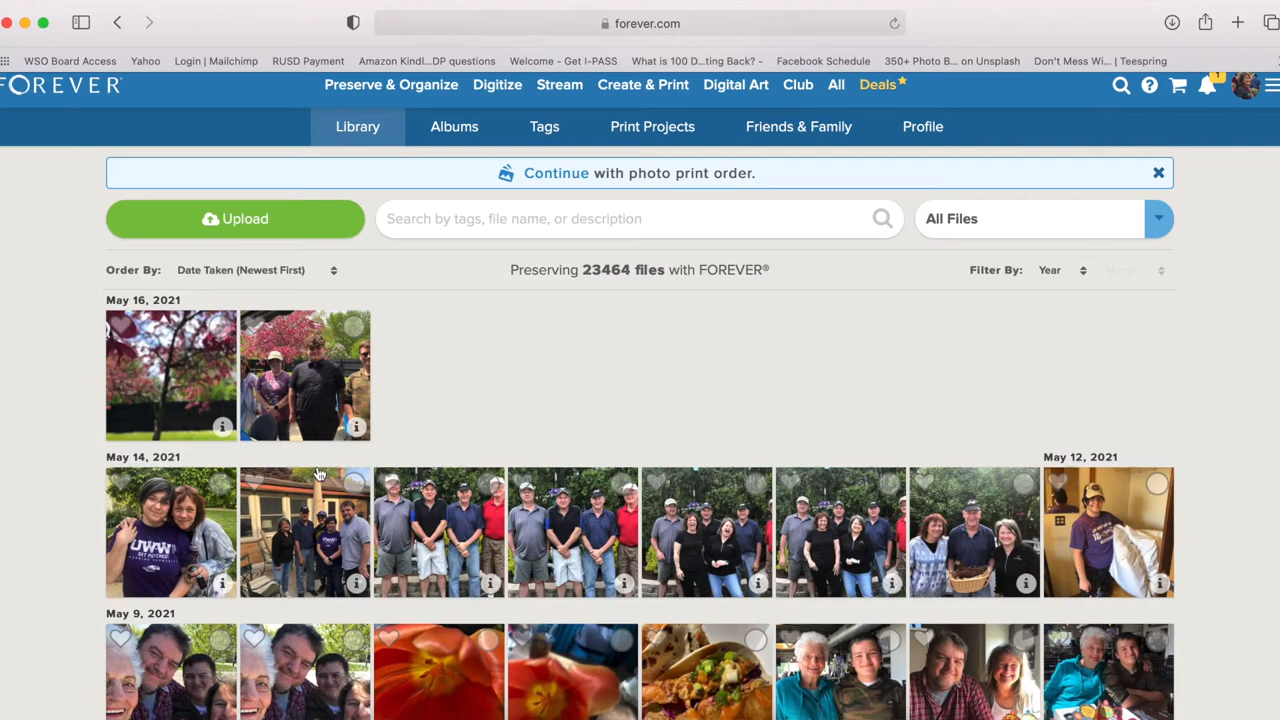 forever.com
WSO Board Access Yahoo Login | Mailchimp RUSD Payment Amazon Kindl...DP questions Welcome - Get I-PASS What is 100 D...ting Back? - Facebook Schedule 350+ Photo B... on Unsplash Don't Mess Wi... | Teespring
FOREVER® Preserve & Organize Digitize Stream Create & Print Digital Art Club All Deals 1
Library Albums Tags Print Projects Friends & Family Profile
Continue with photo print order.
Upload Search by tags, file name, or description All Files
Order By: Date Taken (Newest First) Preserving 23464 files with FOREVER® Filter By: Year Month
May 16, 2021
May 14, 2021 May 12, 2021
UWW
May 9, 2021